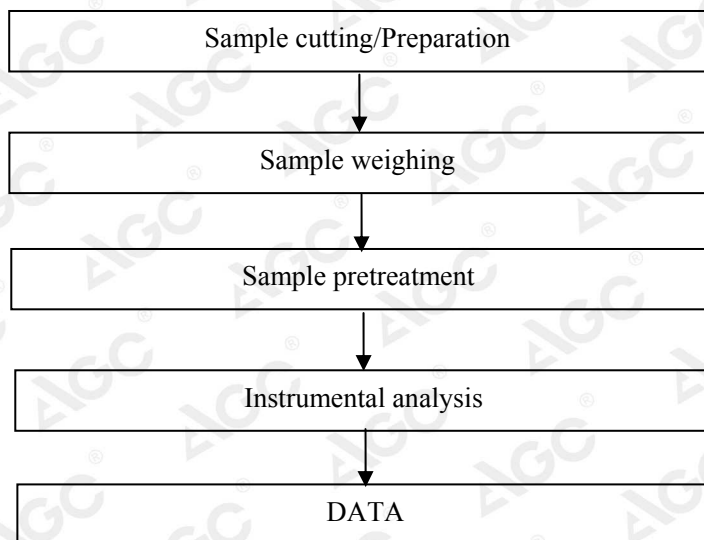 Sample cutting/Preparation
Sample weighing
Sample pretreatment
Instrumental analysis
DATA